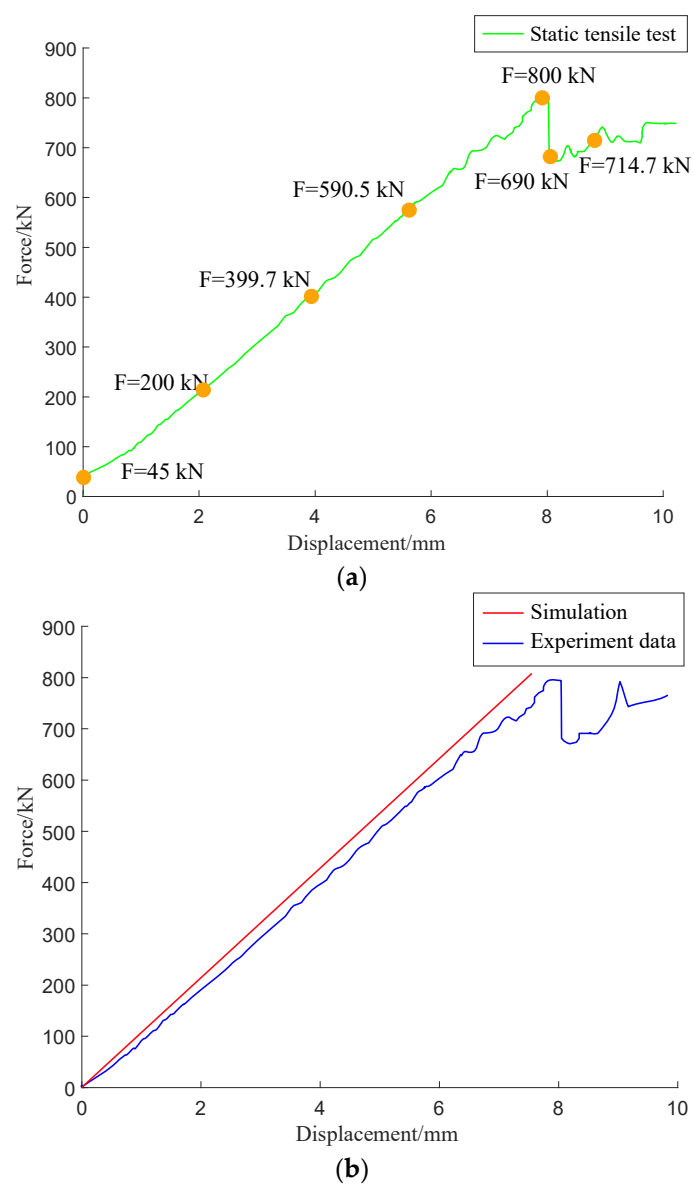 Static tensile test
900
800
700
600
500
400
300
200
100
0
Force/kN
F=800 kN
F=690 kN
F=714.7 kN
F=590.5 kN
F=399.7 kN
F=200 kN
F=45 kN
0 2 4 6 8 10
Displacement/mm
(a)
Simulation
Experiment data
900
800
700
600
500
400
300
200
100
0
Force/kN
0 2 4 6 8 10
Displacement/mm
(b)